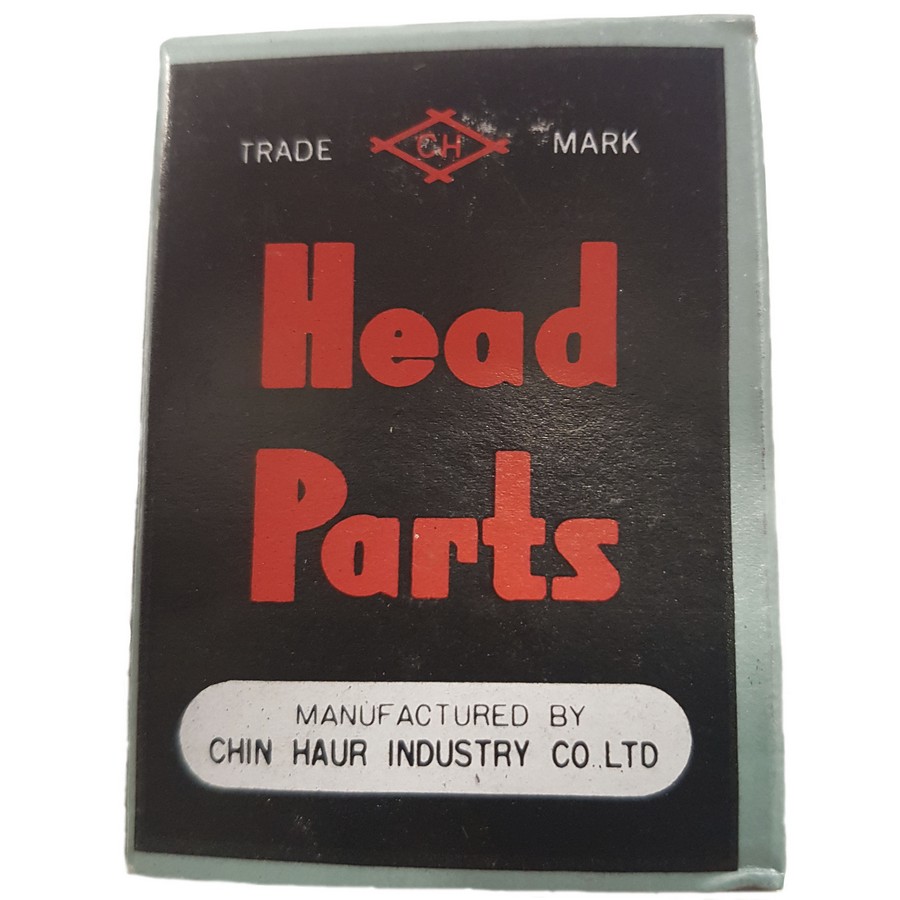 TRADE CH MARK
Head
Parts
MANUFACTURED BY
CHIN HAUR INDUSTRY CO.,LTD